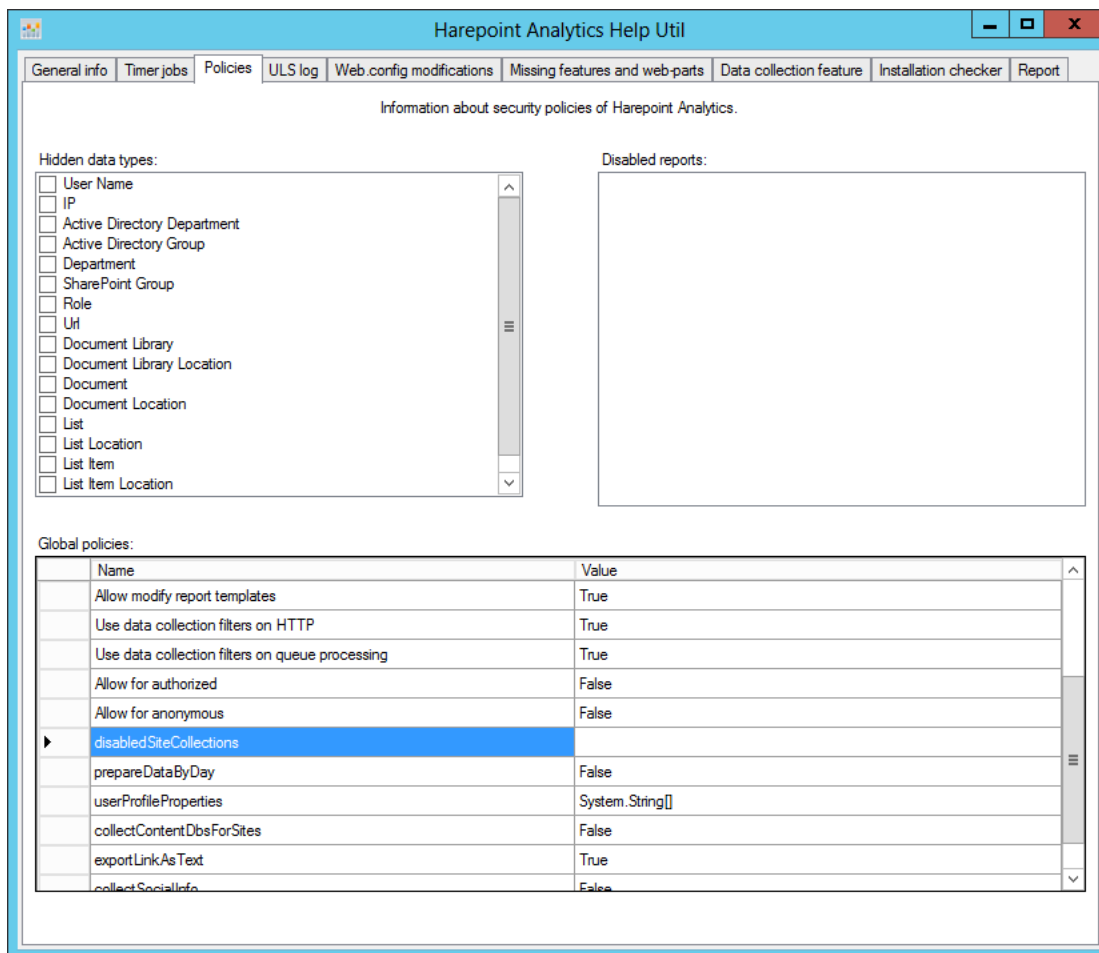 Harepoint Analytics Help Util
General info Timer jobs Policies ULS log Web.config modifications Missing features and web-parts Data collection feature Installation checker Report
Information about security policies of Harepoint Analytics.
Hidden data types:
Disabled reports:
User Name
IP
Active Directory Department
Active Directory Group
Department
SharePoint Group
Role
Url
Document Library
Document Library Location
Document
Document Location
List
List Location
List Item
List Item Location
Global policies:
Name Value
Allow modify report templates True
Use data collection filters on HTTP True
Use data collection filters on queue processing True
Allow for authorized False
Allow for anonymous False
disabledSiteCollections
prepareDataByDay False
userProfileProperties System.String[]
collectContentDbsForSites False
exportLinkAsText True
collectSocialInfo False